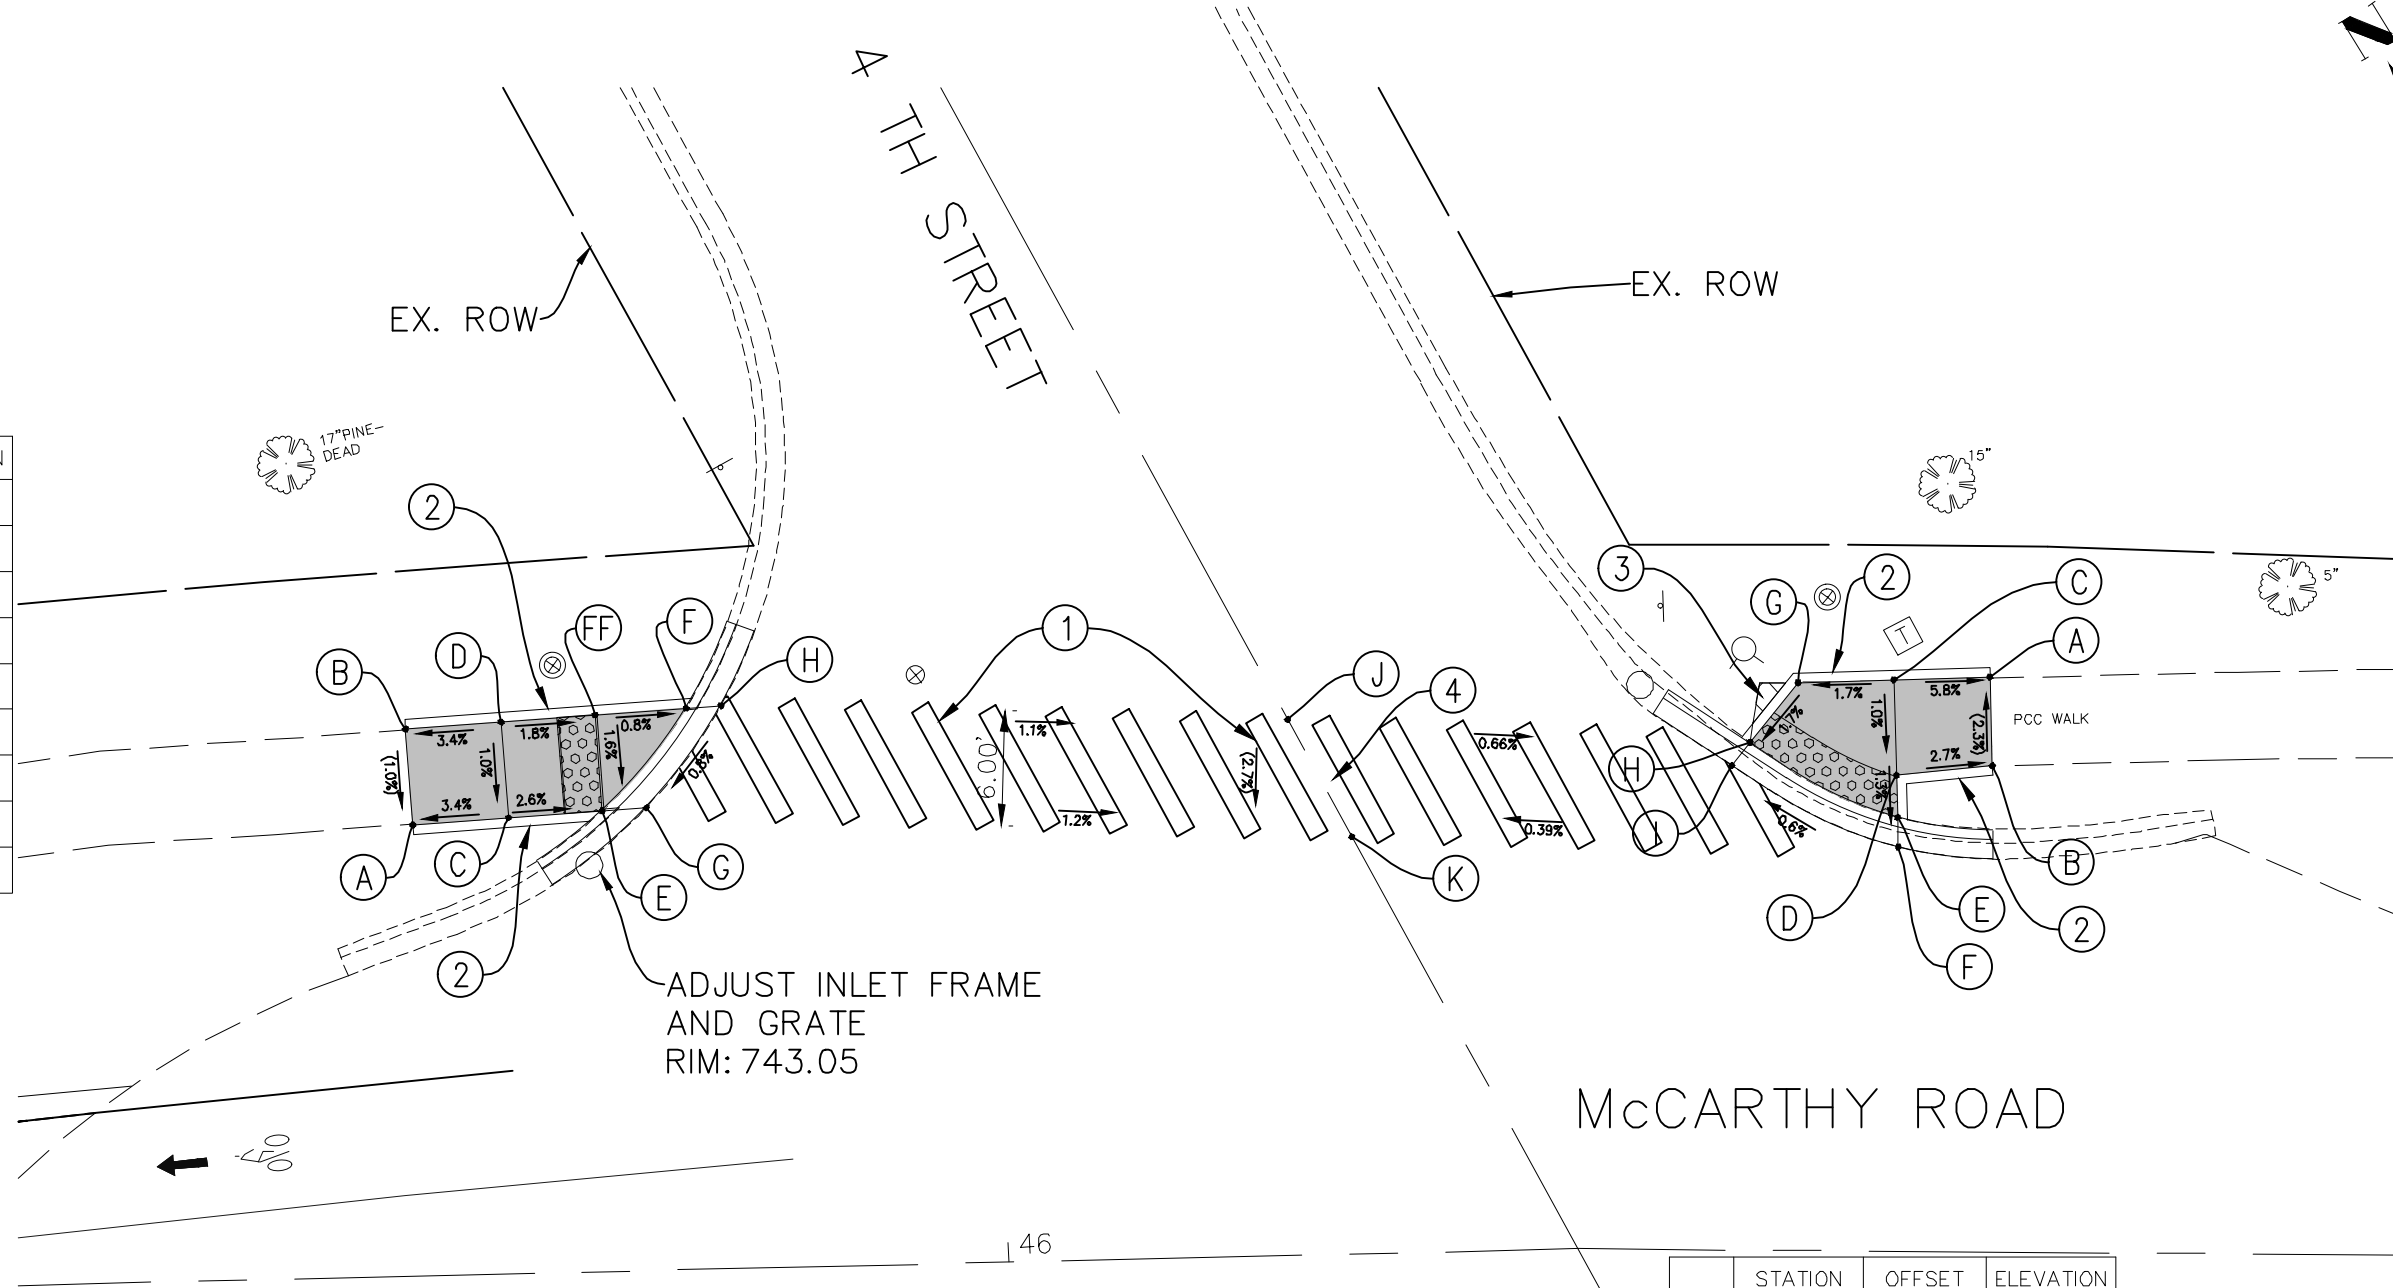 N
4 TH STREET
EX. ROW
EX. ROW
17"PINE-
DEAD
15"
5"
2
3
2
G
C
FF
F
1
D
H
B
J
A
4
3.4%
1.8%
0.8%
1.6%
1.0%
(1.0%)
3.4%
2.6%
0.8%
6.00'
1.1%
1.2%
(2.7%)
0.66%
0.39%
1.7%
5.8%
1.0%
(2.3%)
2.7%
0.6%
PCC WALK
T
H
I
A
C
G
E
K
B
D
E
2
F
2
ADJUST INLET FRAME
AND GRATE
RIM: 743.05
McCARTHY ROAD
46
STATION OFFSET ELEVATION